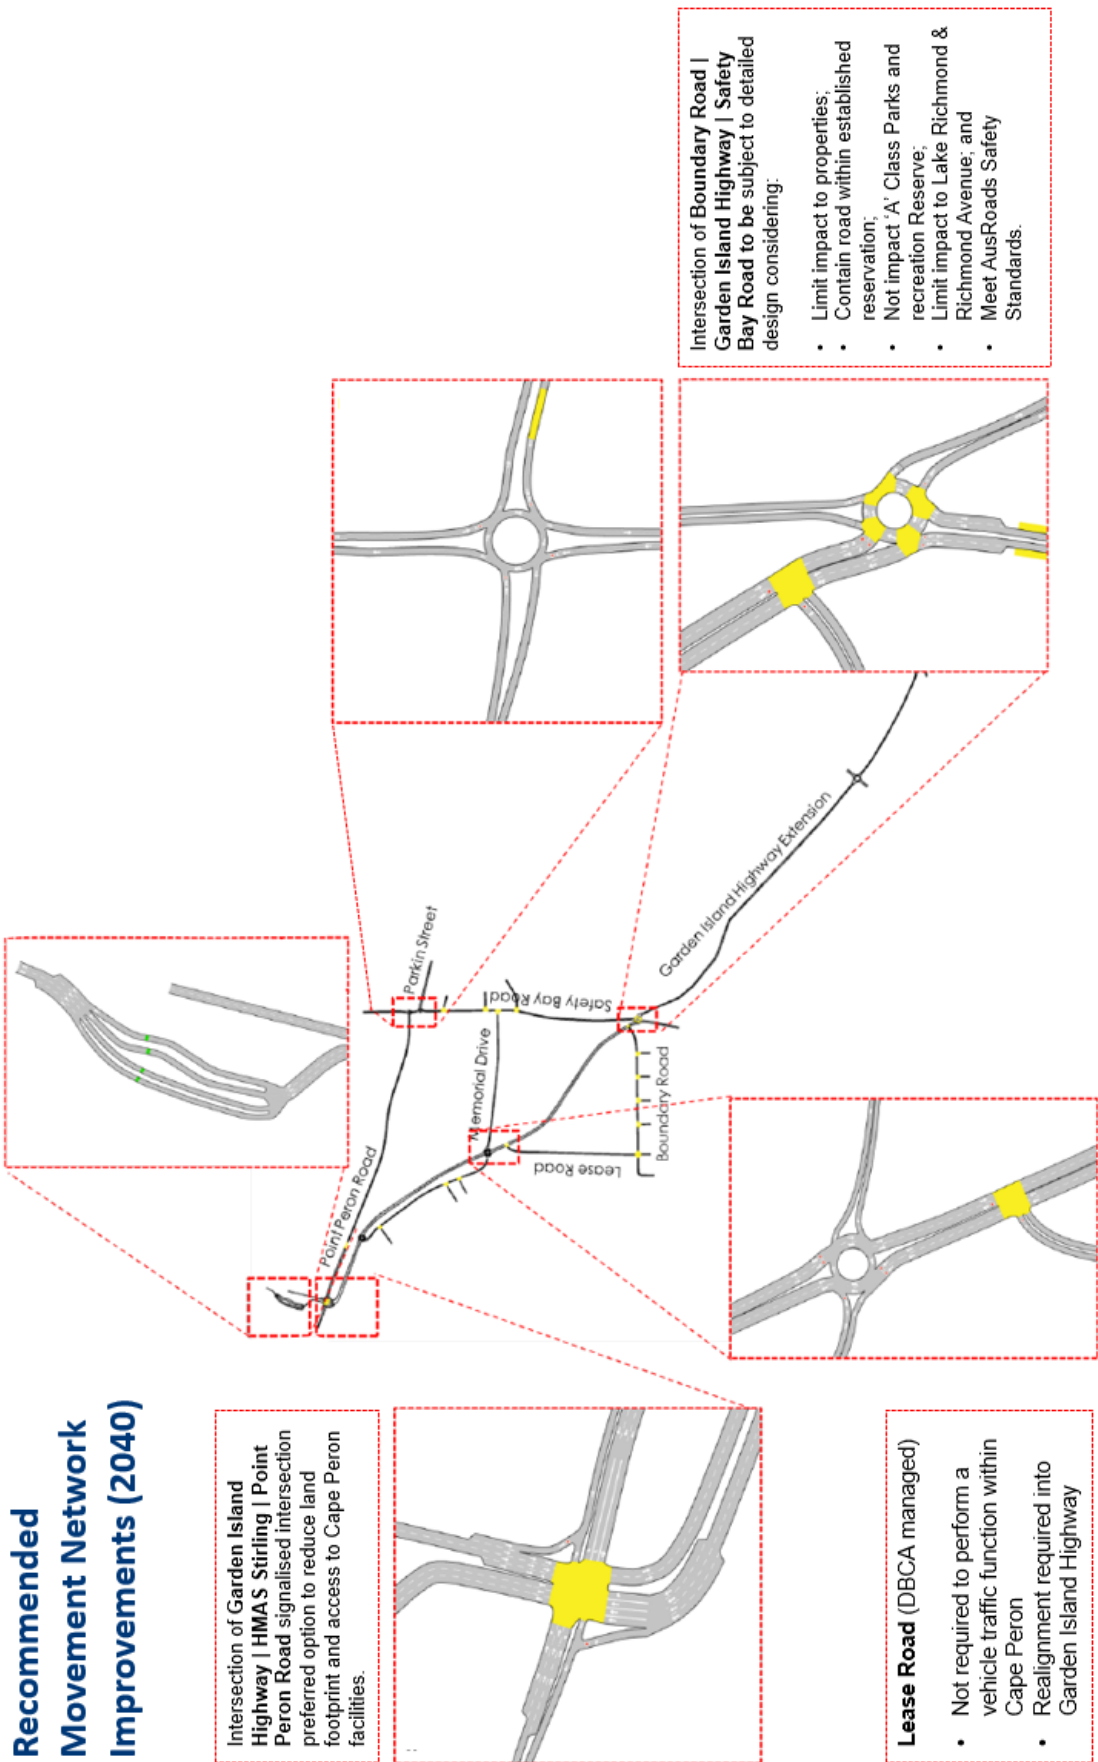 Recommended
Movement Network
Improvements (2040)
Intersection of Garden Island
Highway | HMAS Stirling | Point
Peron Road signalised intersection
preferred option to reduce land
footprint and access to Cape Peron
facilities.
Lease Road (DBCA managed)
• Not required to perform a
vehicle traffic function within
Cape Peron
• Realignment required into
Garden Island Highway
Point Peron Road
Parkin Street
Memorial Drive
Safety Bay Road
Lease Road
Boundary Road
Garden Island Highway Extension
Intersection of Boundary Road |
Garden Island Highway | Safety
Bay Road to be subject to detailed
design considering:
• Limit impact to properties;
• Contain road within established
reservation;
• Not impact ‘A’ Class Parks and
recreation Reserve;
• Limit impact to Lake Richmond &
Richmond Avenue; and
• Meet AusRoads Safety
Standards.